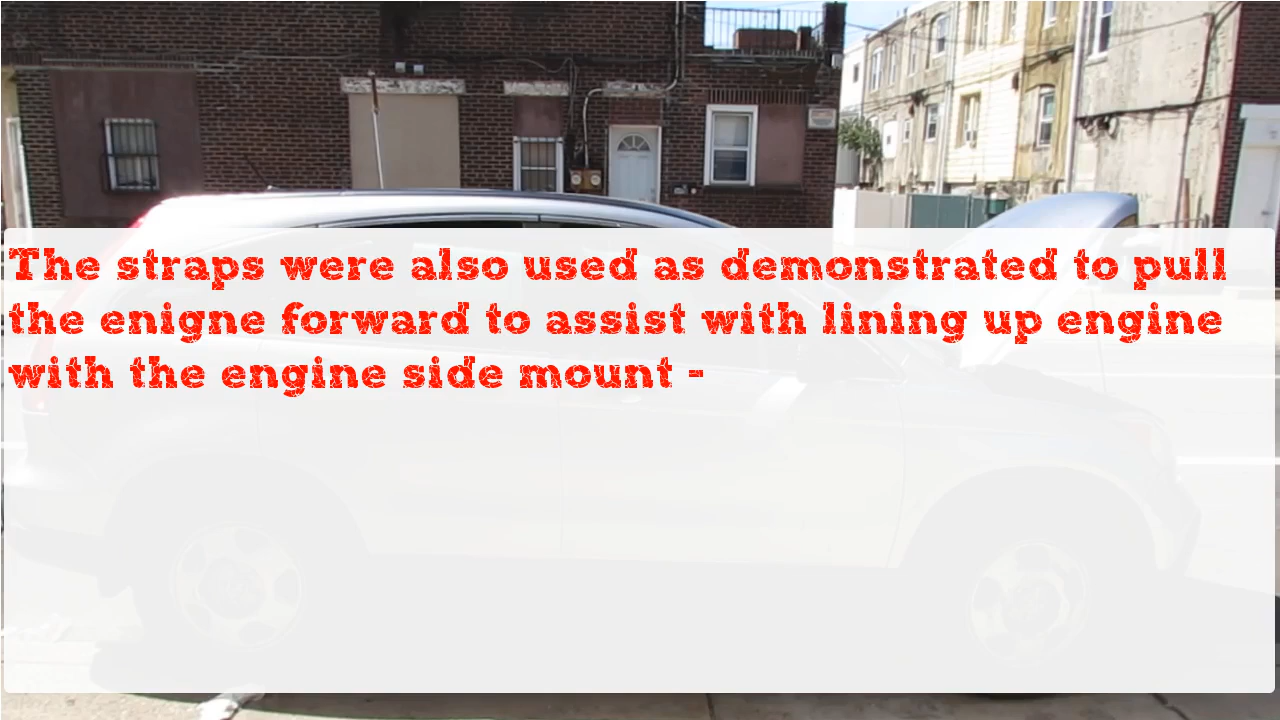 The straps were also used as demonstrated to pull
the enigne forward to assist with lining up engine
with the engine side mount -